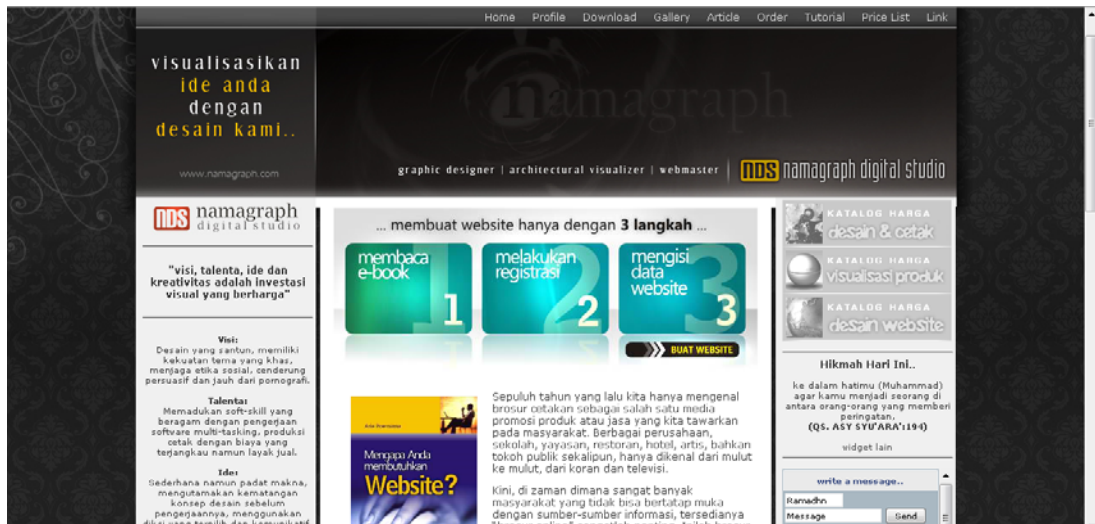 Home Profile Download Gallery Article Order Tutorial Price List Link
visualisasikan
ide anda
dengan
desain kami..
www.namagraph.com
namagraph
graphic designer | architectural visualizer | webmaster | NDS namagraph digital studio
NDS namagraph
digital studio
"visi, talenta, ide dan
kreativitas adalah investasi
visual yang berharga"
Visi:
Desain yang santun, memiliki
kekuatan tema yang khas,
menjaga etika sosial, cenderung
persuasif dan jauh dari pornografi.
Talenta:
Memadukan soft-skill yang
beragam dengan pengerjaan
software multi-tasking, produksi
cetak dengan biaya yang
terjangkau namun layak jual.
Ide:
Sederhana namun padat makna,
mengutamakan kematangan
konsep desain sebelum
pengerjaannya, menggunakan
... membuat website hanya dengan 3 langkah ...
membaca
e-book
1
melakukan
registrasi
2
mengisi
data
website
3
BUAT WEBSITE
Mengapa Anda
membutuhkan
Website?
Sepuluh tahun yang lalu kita hanya mengenal
brosur cetakan sebagai salah satu media
promosi produk atau jasa yang kita tawarkan
pada masyarakat. Berbagai perusahaan,
sekolah, yayasan, restoran, hotel, artis, bahkan
tokoh publik sekalipun, hanya dikenal dari mulut
ke mulut, dari koran dan televisi.
Kini, di zaman dimana sangat banyak
masyarakat yang tidak bisa bertatap muka
dengan sumber-sumber informasi, tersedianya
KATALOG HARGA
desain & cetak
KATALOG HARGA
visualisasi produk
KATALOG HARGA
desain website
Hikmah Hari Ini..
ke dalam hatimu (Muhammad)
agar kamu menjadi seorang di
antara orang-orang yang memberi
peringatan.
(QS. ASY SYU'ARA':194)
widget lain
write a message..
Ramadhn
Message Send